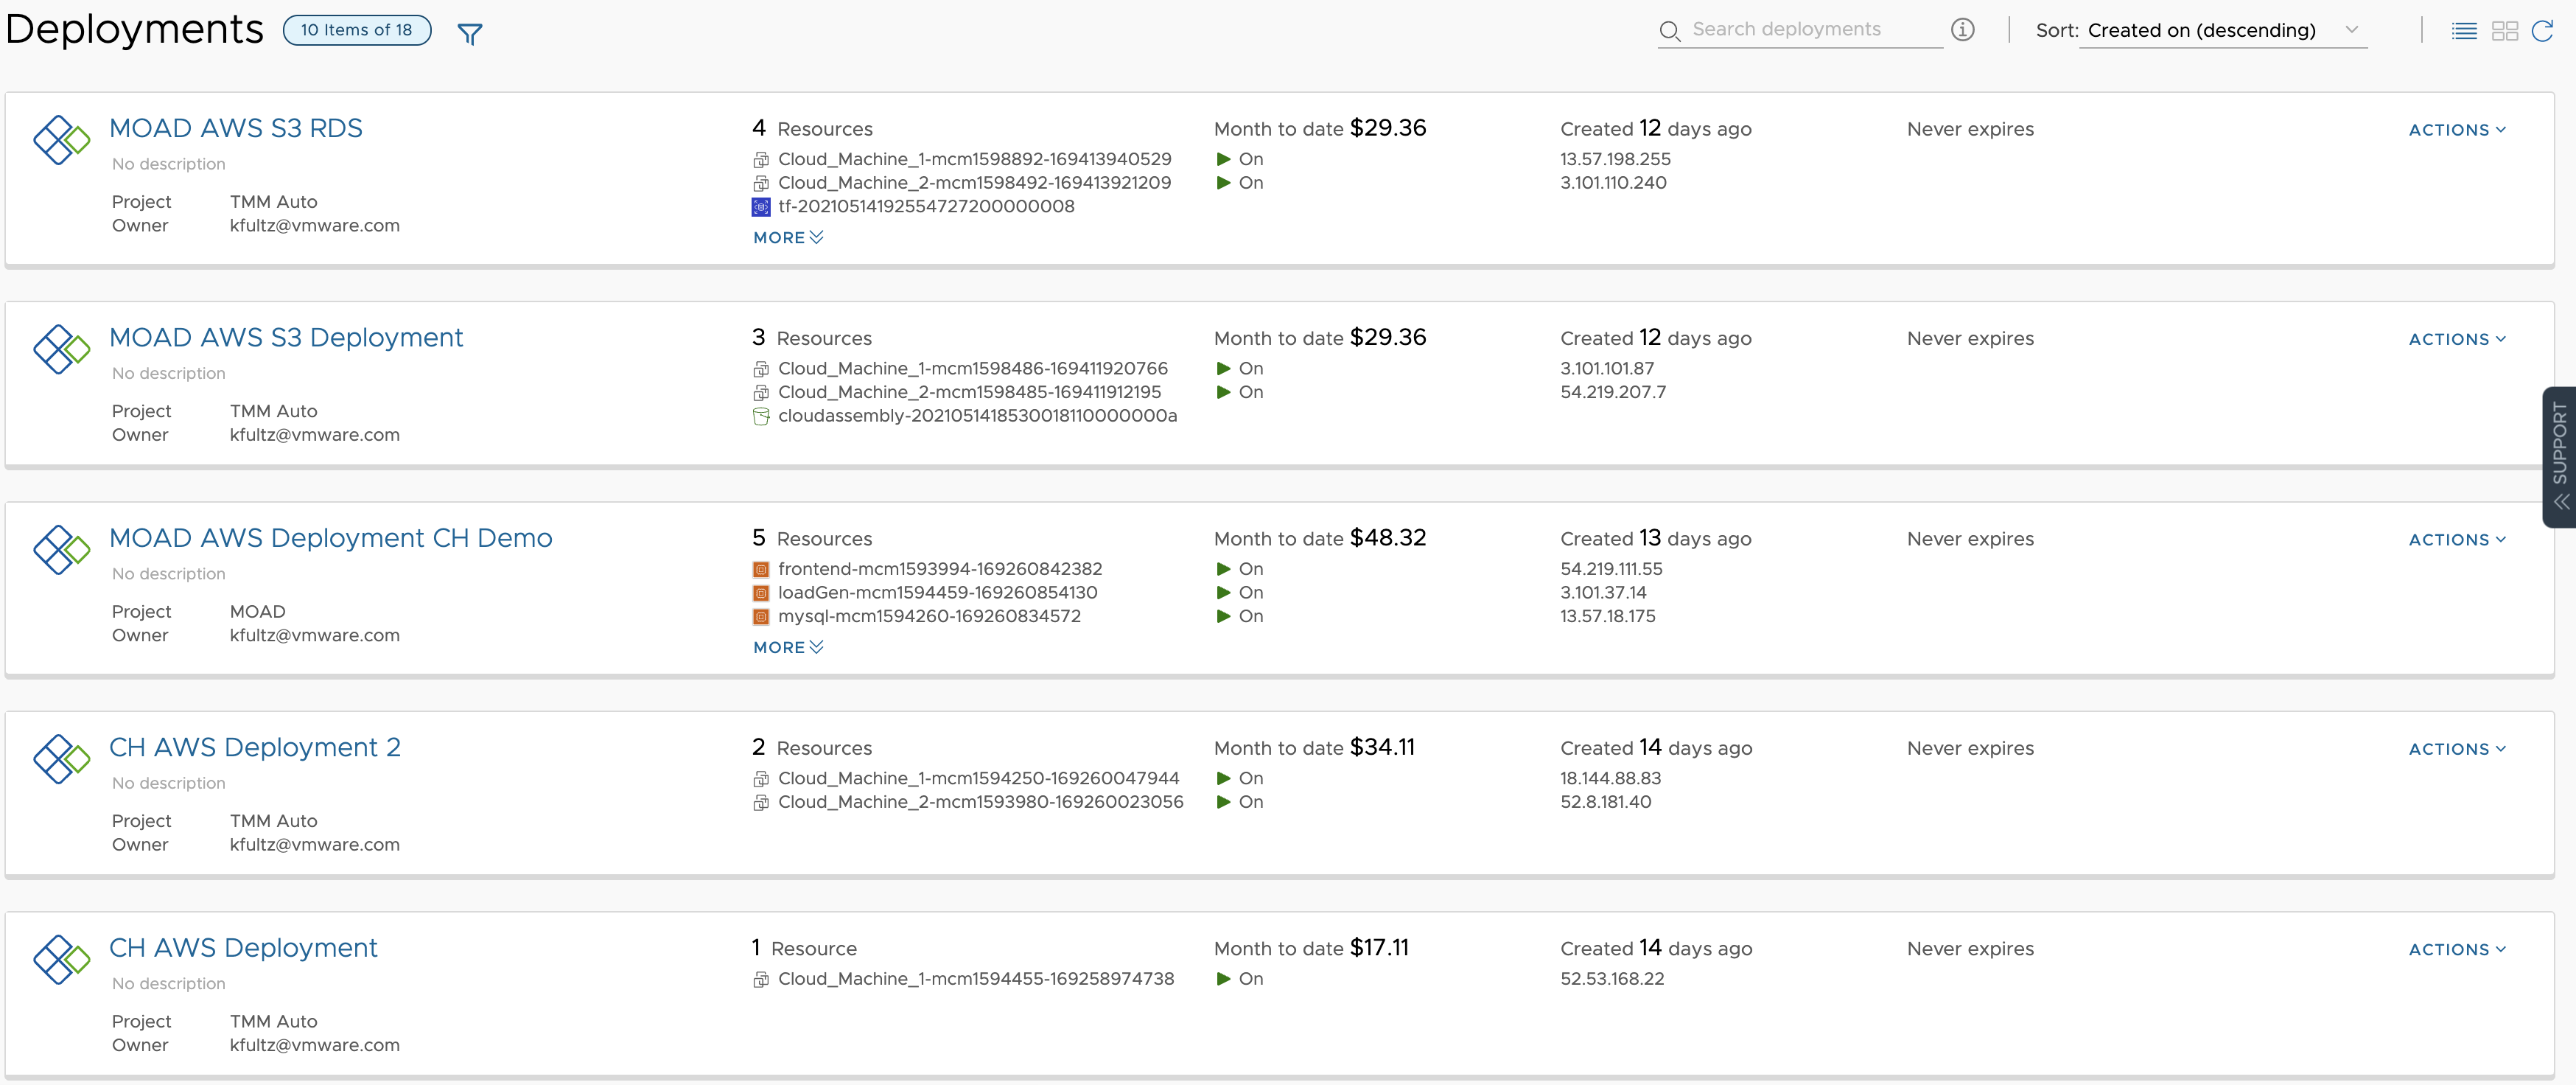 Deployments 10 Items of 18 Search deployments Sort: Created on (descending)
MOAD AWS S3 RDS 4 Resources Month to date $29.36 Created 12 days ago Never expires ACTIONS
No description Cloud_Machine_1-mcm1598892-169413940529 On 13.57.198.255
Cloud_Machine_2-mcm1598492-169413921209 On 3.101.110.240
Project TMM Auto tf-20210514192554727200000008
Owner kfultz@vmware.com
MORE
MOAD AWS S3 Deployment 3 Resources Month to date $29.36 Created 12 days ago Never expires ACTIONS
No description Cloud_Machine_1-mcm1598486-169411920766 On 3.101.101.87
Cloud_Machine_2-mcm1598485-169411912195 On 54.219.207.7
Project TMM Auto cloudassembly-2021051418530018110000000a
Owner kfultz@vmware.com
SUPPORT
MOAD AWS Deployment CH Demo 5 Resources Month to date $48.32 Created 13 days ago Never expires ACTIONS
No description frontend-mcm1593994-169260842382 On 54.219.111.55
loadGen-mcm1594459-169260854130 On 3.101.37.14
Project MOAD mysql-mcm1594260-169260834572 On 13.57.18.175
Owner kfultz@vmware.com
MORE
CH AWS Deployment 2 2 Resources Month to date $34.11 Created 14 days ago Never expires ACTIONS
No description Cloud_Machine_1-mcm1594250-169260047944 On 18.144.88.83
Cloud_Machine_2-mcm1593980-169260023056 On 52.8.181.40
Project TMM Auto
Owner kfultz@vmware.com
CH AWS Deployment 1 Resource Month to date $17.11 Created 14 days ago Never expires ACTIONS
No description Cloud_Machine_1-mcm1594455-169258974738 On 52.53.168.22
Project TMM Auto
Owner kfultz@vmware.com